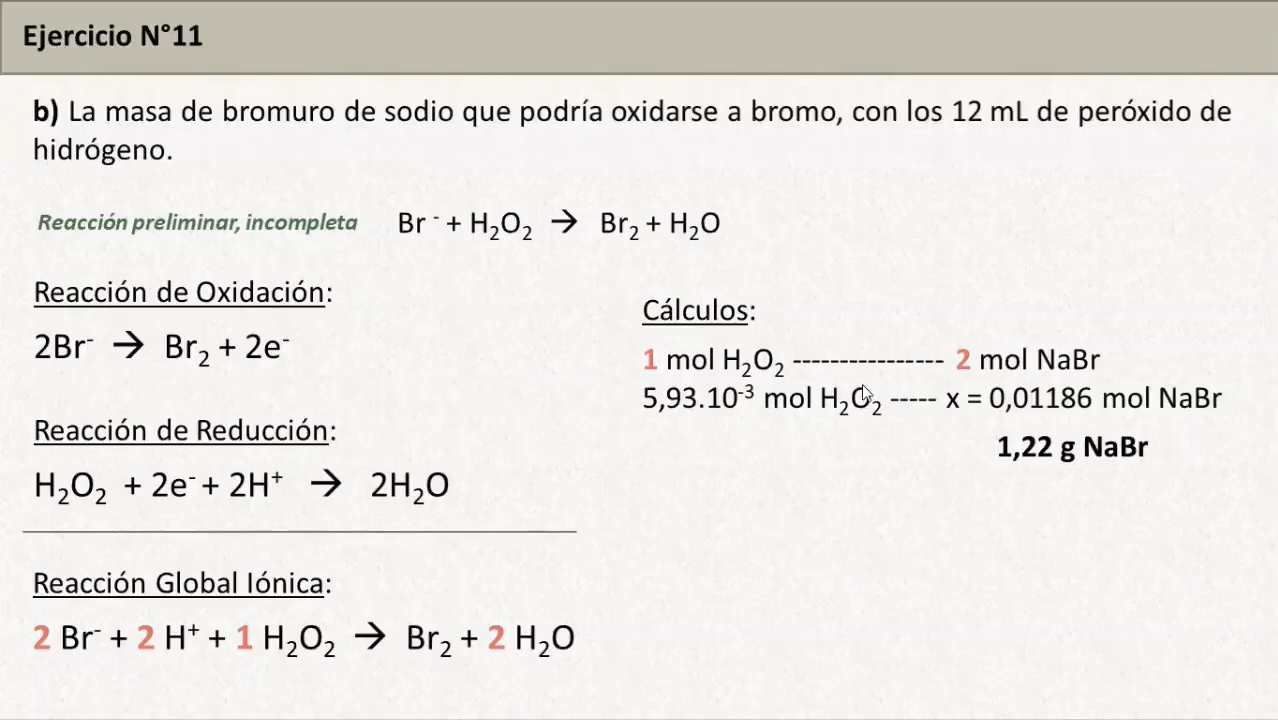 Ejercicio N°11
b) La masa de bromuro de sodio que podría oxidarse a bromo, con los 12 mL de peróxido de
hidrógeno.
Reacción preliminar, incompleta Br⁻ + H₂O₂ → Br₂ + H₂O
Reacción de Oxidación:
2Br⁻ → Br₂ + 2e⁻
Reacción de Reducción:
H₂O₂ + 2e⁻ + 2H⁺ → 2H₂O
Reacción Global Iónica:
2 Br⁻ + 2 H⁺ + 1 H₂O₂ → Br₂ + 2 H₂O
Cálculos:
1 mol H₂O₂ ---------------- 2 mol NaBr
5,93.10⁻³ mol H₂O₂ ----- x = 0,01186 mol NaBr
1,22 g NaBr